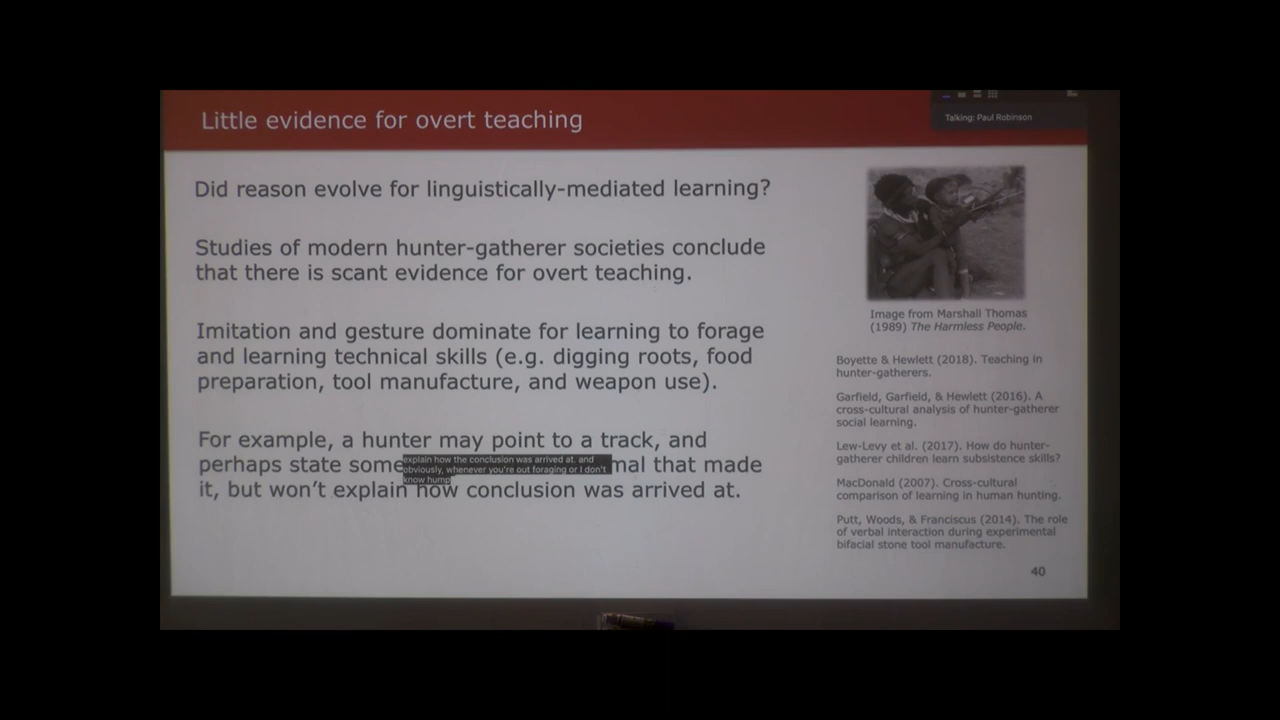 Little evidence for overt teaching
Talking: Paul Robinson
Did reason evolve for linguistically-mediated learning?
Studies of modern hunter-gatherer societies conclude
that there is scant evidence for overt teaching.
Imitation and gesture dominate for learning to forage
and learning technical skills (e.g. digging roots, food
preparation, tool manufacture, and weapon use).
For example, a hunter may point to a track, and
perhaps state some mal that made
it, but won't explain how conclusion was arrived at.
explain how the conclusion was arrived at. and
obviously, whenever you're out foraging or I don't
know hump
Image from Marshall Thomas
(1989) The Harmless People.
Boyette & Hewlett (2018). Teaching in
hunter-gatherers.
Garfield, Garfield, & Hewlett (2016). A
cross-cultural analysis of hunter-gatherer
social learning.
Lew-Levy et al. (2017). How do hunter-
gatherer children learn subsistence skills?
MacDonald (2007). Cross-cultural
comparison of learning in human hunting.
Putt, Woods, & Franciscus (2014). The role
of verbal interaction during experimental
bifacial stone tool manufacture.
40